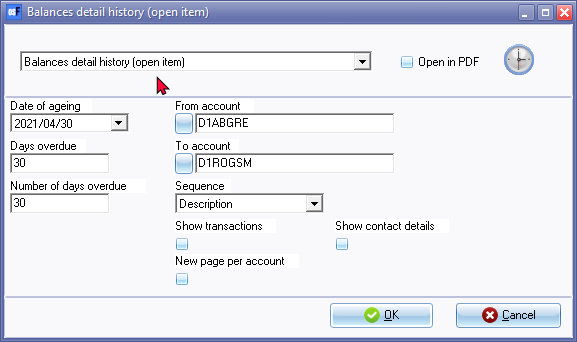 Balances detail history (open item)
Balances detail history (open item)
Open in PDF
Date of ageing
From account
2021/04/30
D1ABGRE
Days overdue
To account
30
D1ROGSM
Number of days overdue
Sequence
30
Description
Show transactions
Show contact details
New page per account
OK
Cancel